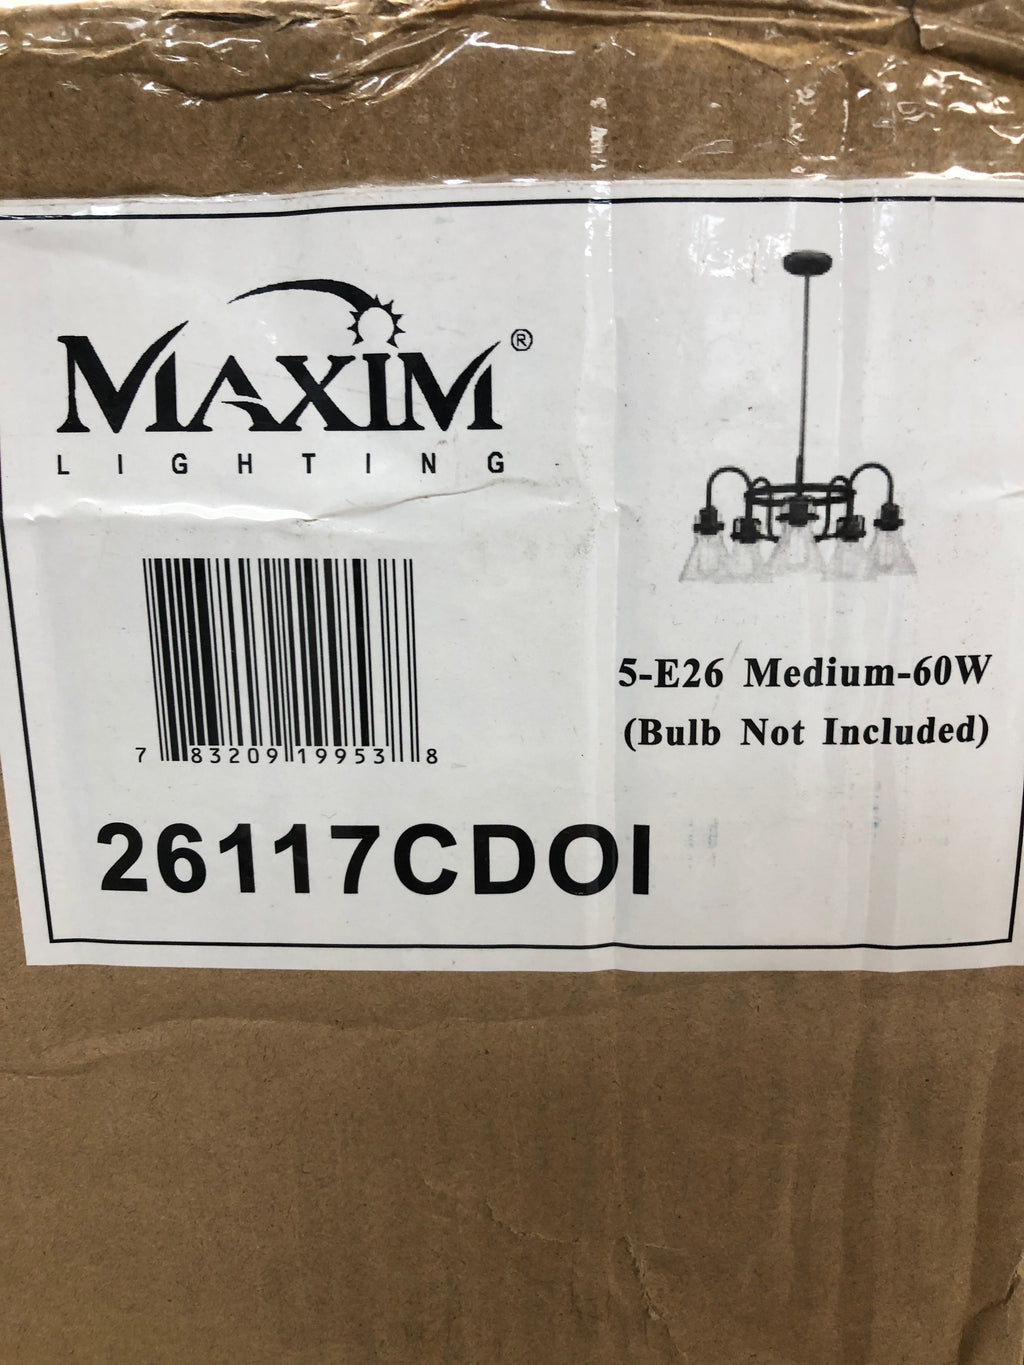 MAXIM®
LIGHTING
7 83209 19953 8
5-E26 Medium-60W
(Bulb Not Included)
26117CDOI